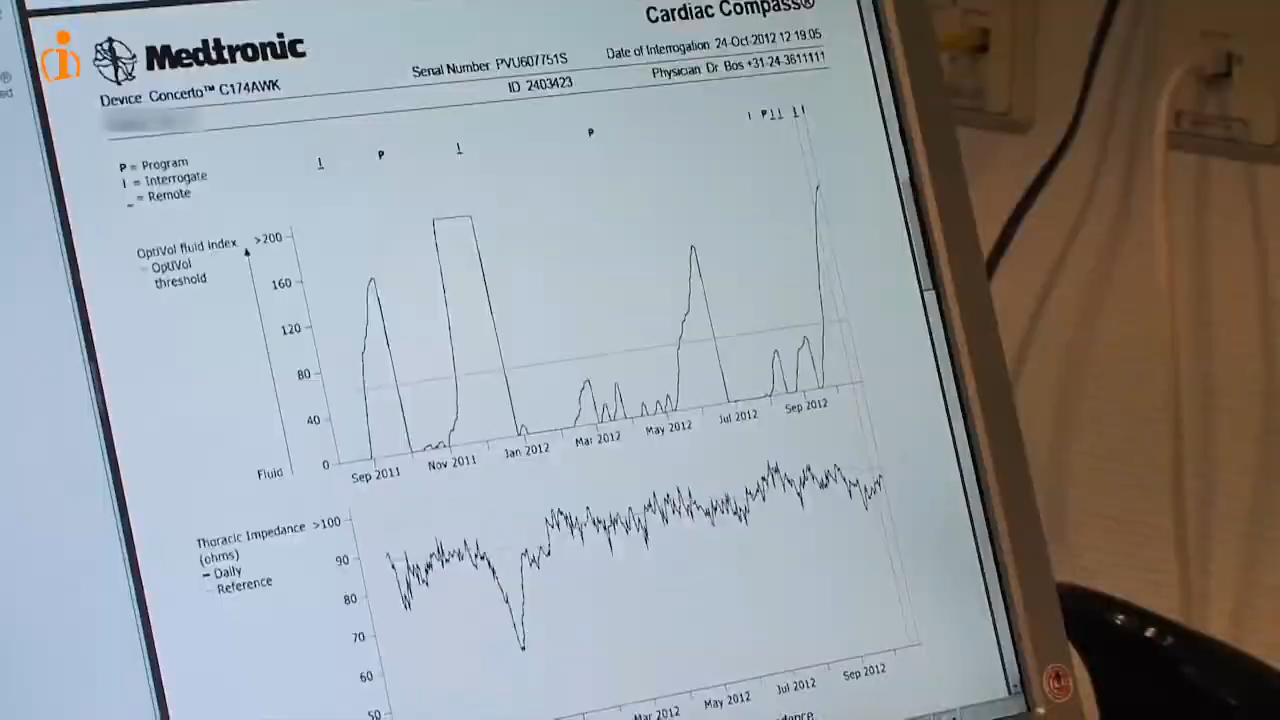 Cardiac Compass®
Medtronic
Serial Number PVU607751S
Date of Interrogation 24-Oct-2012 12:19:05
Device Concerto™ C174AWK
ID 2403423
Physician Dr Bos +31-24-3611111
P = Program
I = Interrogate
_ = Remote
I P I P I P I I I I
OptiVol fluid index
OptiVol
threshold
>200
160
120
80
40
0
Fluid
Sep 2011 Nov 2011 Jan 2012 Mar 2012 May 2012 Jul 2012 Sep 2012
Thoracic Impedance
(ohms)
Daily
Reference
>100
90
80
70
60
50
Mar 2012 May 2012 Jul 2012 Sep 2012